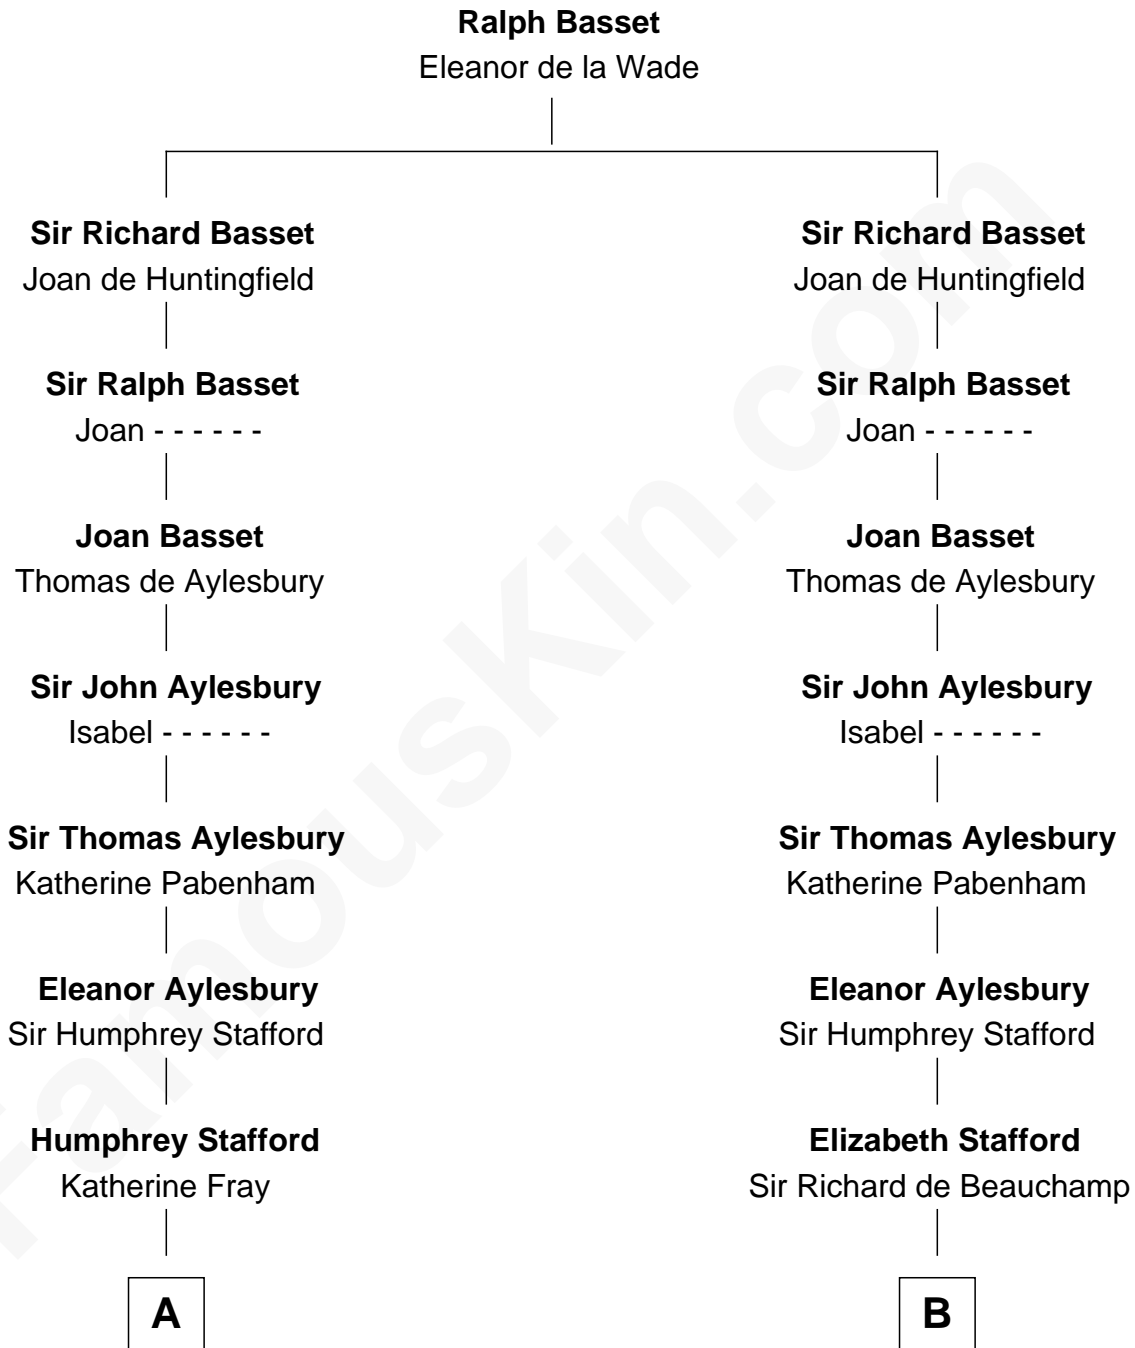 Ralph Basset
Eleanor de la Wade
Sir Richard Basset
Joan de Huntingfield
Sir Ralph Basset
Joan - - - - - -
Joan Basset
Thomas de Aylesbury
Sir John Aylesbury
Isabel - - - - - -
Sir Thomas Aylesbury
Katherine Pabenham
Eleanor Aylesbury
Sir Humphrey Stafford
Humphrey Stafford
Katherine Fray
A
Sir Richard Basset
Joan de Huntingfield
Sir Ralph Basset
Joan - - - - - -
Joan Basset
Thomas de Aylesbury
Sir John Aylesbury
Isabel - - - - - -
Sir Thomas Aylesbury
Katherine Pabenham
Eleanor Aylesbury
Sir Humphrey Stafford
Elizabeth Stafford
Sir Richard de Beauchamp
B
FamousKin.com